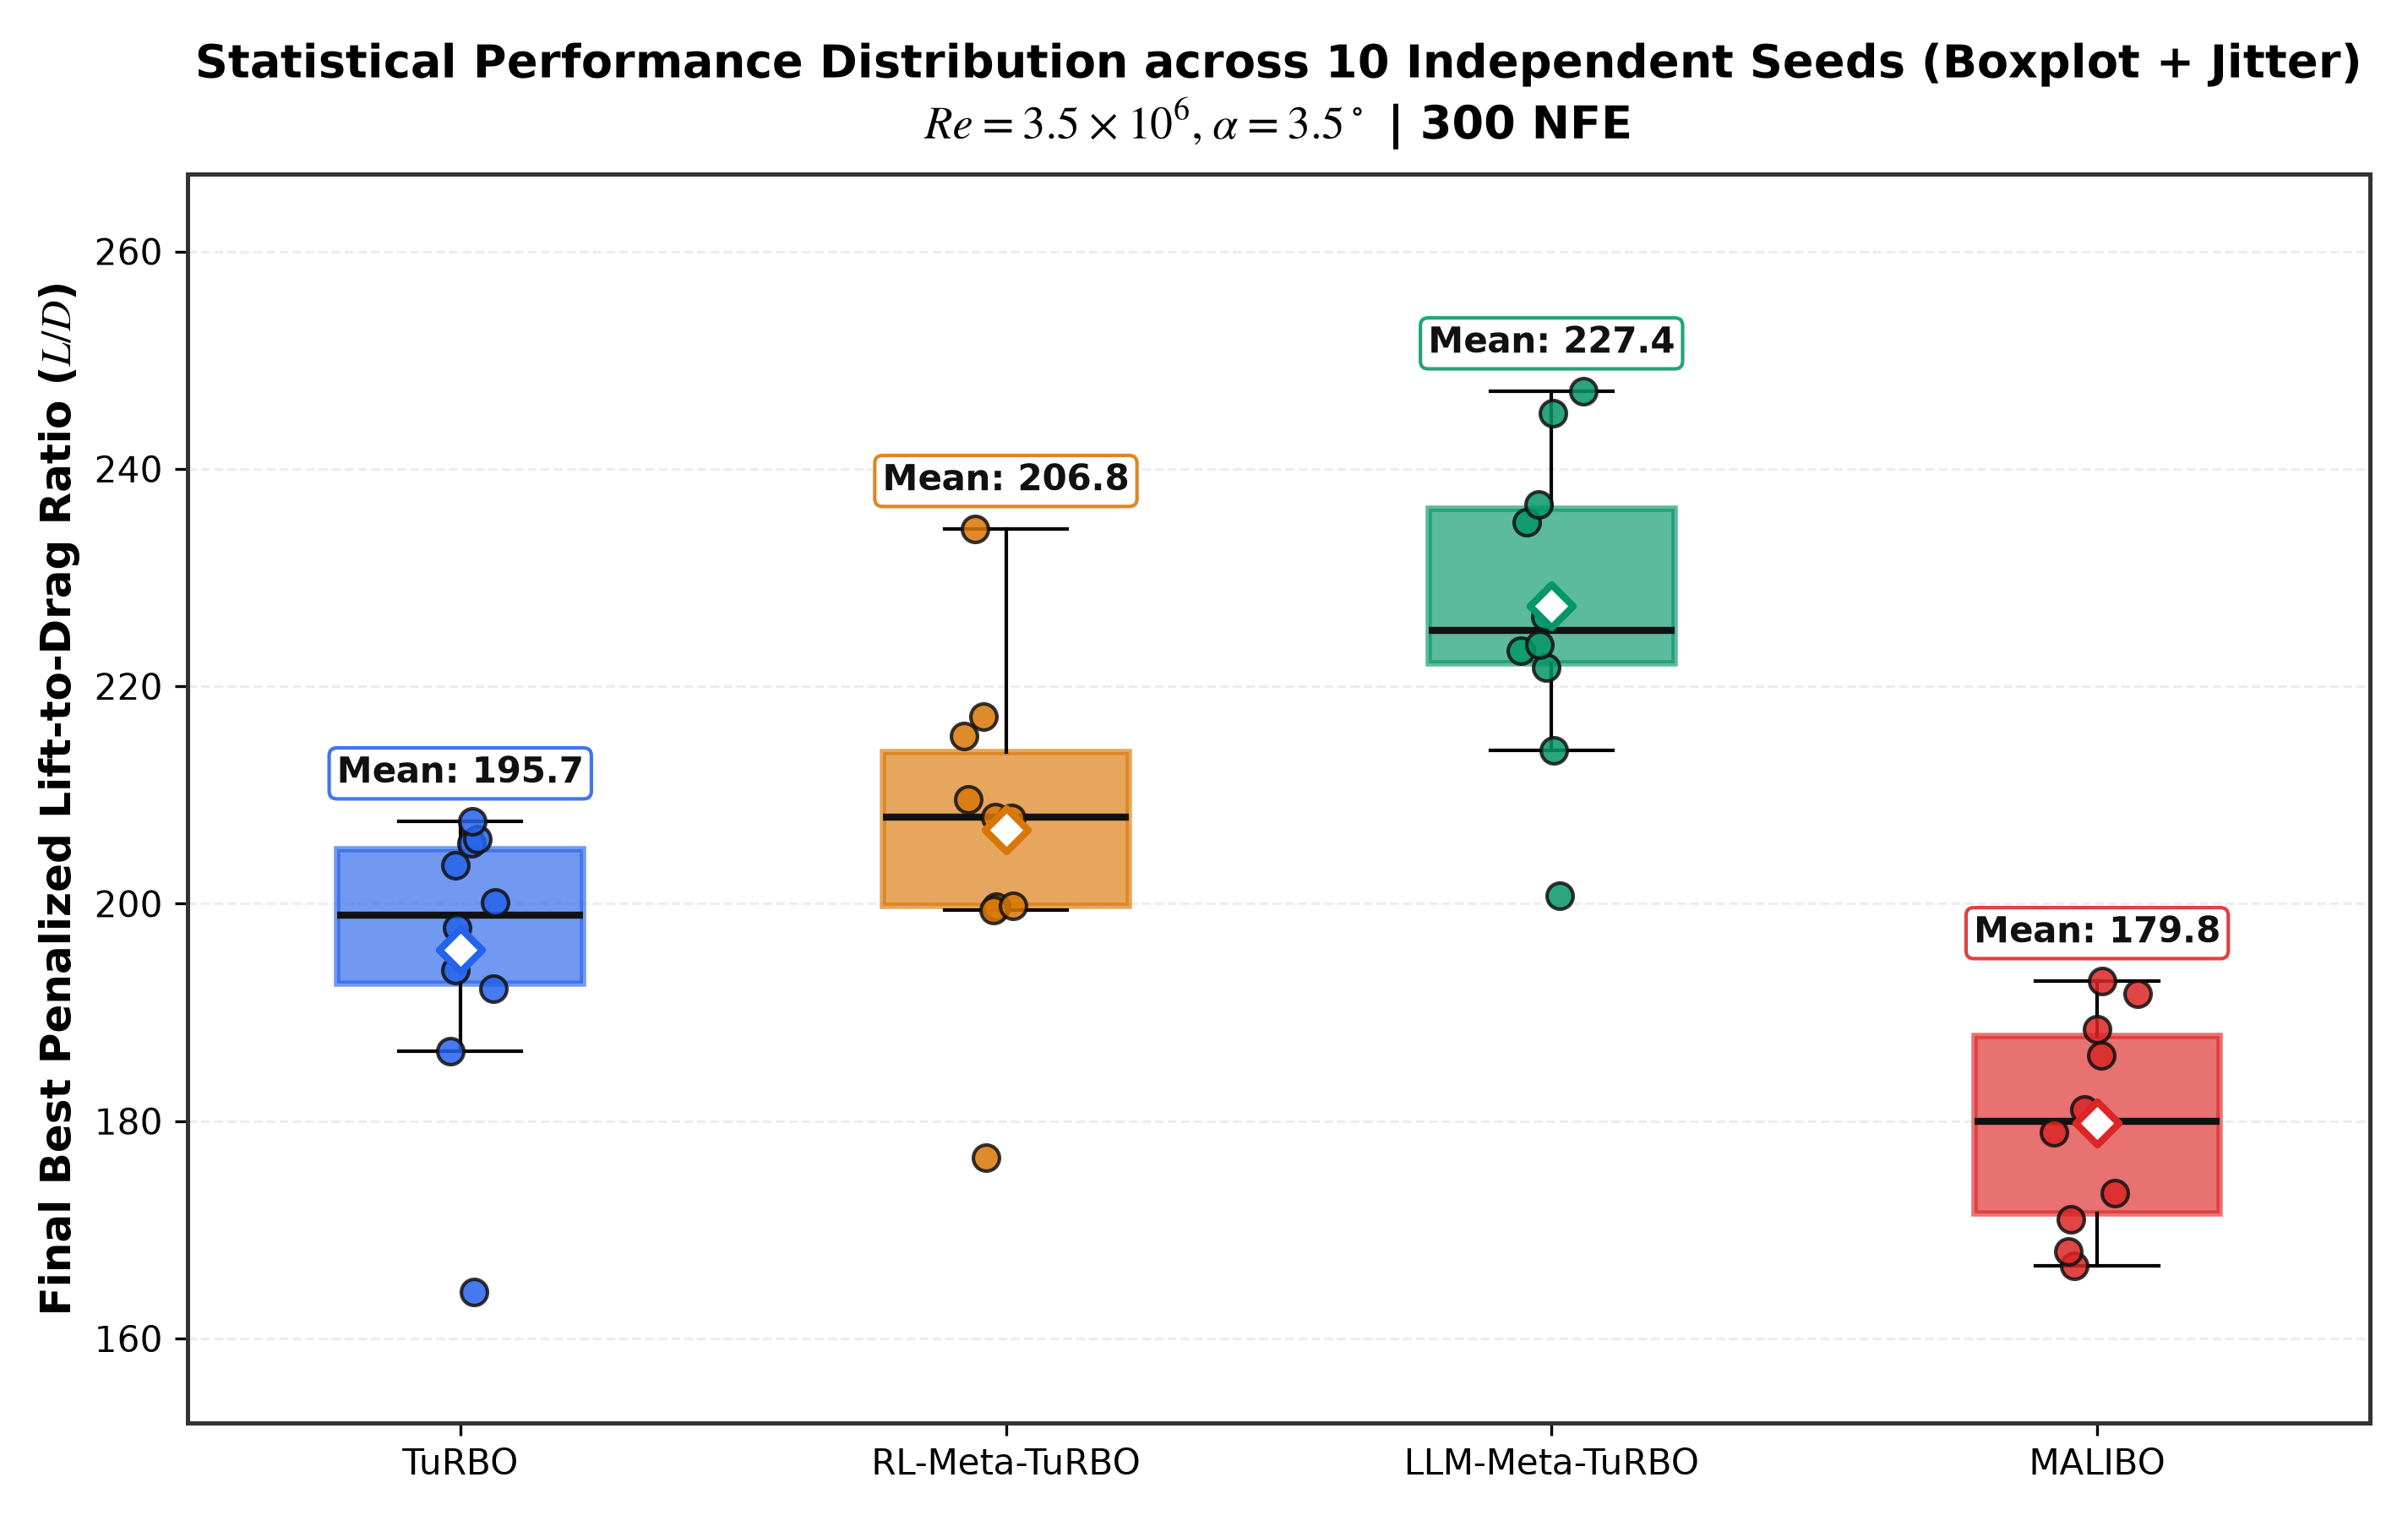 Statistical Performance Distribution across 10 Independent Seeds (Boxplot + Jitter)
Re = 3.5 × 10⁶, α = 3.5° | 300 NFE
Final Best Penalized Lift-to-Drag Ratio (L/D)
260
240
220
200
180
160
Mean: 195.7
Mean: 206.8
Mean: 227.4
Mean: 179.8
TuRBO
RL-Meta-TuRBO
LLM-Meta-TuRBO
MALIBO